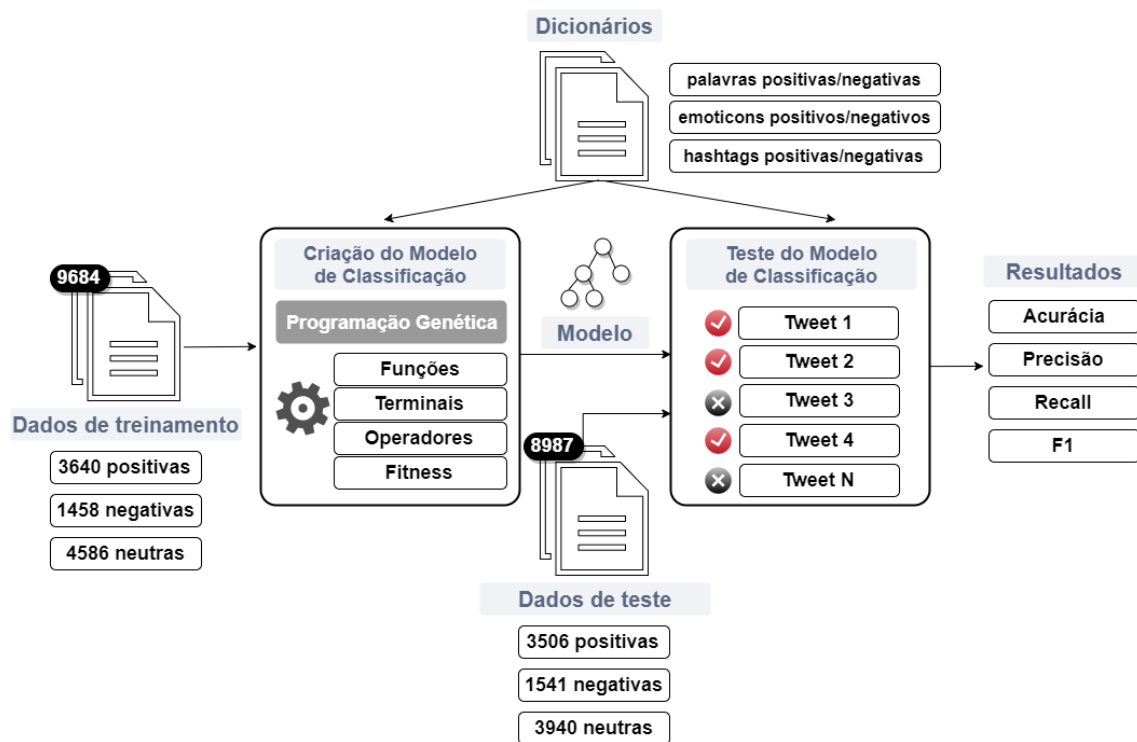 Dicionários
palavras positivas/negativas
emoticons positivos/negativos
hashtags positivas/negativas
9684
Dados de treinamento
3640 positivas
1458 negativas
4586 neutras
Criação do Modelo
de Classificação
Programação Genética
Funções
Terminais
Operadores
Fitness
Modelo
8987
Dados de teste
3506 positivas
1541 negativas
3940 neutras
Teste do Modelo
de Classificação
Tweet 1
Tweet 2
Tweet 3
Tweet 4
Tweet N
Resultados
Acurácia
Precisão
Recall
F1